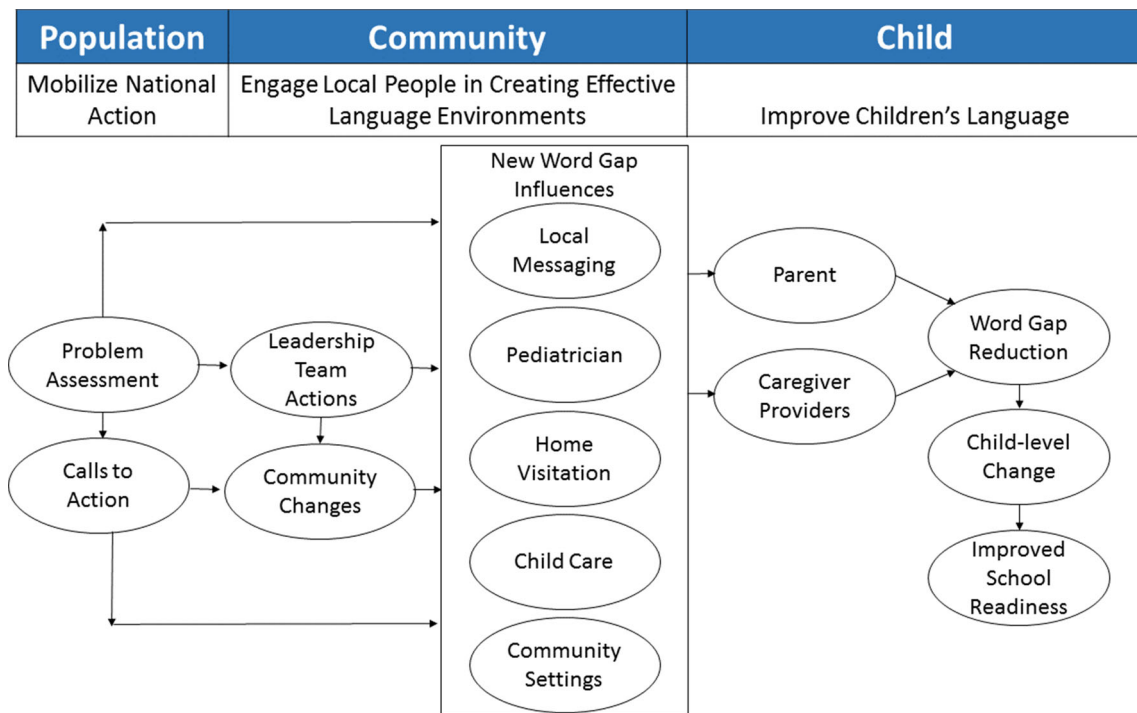 Population
Community
Child
Mobilize National
Action
Engage Local People in Creating Effective
Language Environments
Improve Children's Language
New Word Gap
Influences
Local
Messaging
Pediatrician
Home
Visitation
Child Care
Community
Settings
Problem
Assessment
Calls to
Action
Leadership
Team
Actions
Community
Changes
Parent
Caregiver
Providers
Word Gap
Reduction
Child-level
Change
Improved
School
Readiness